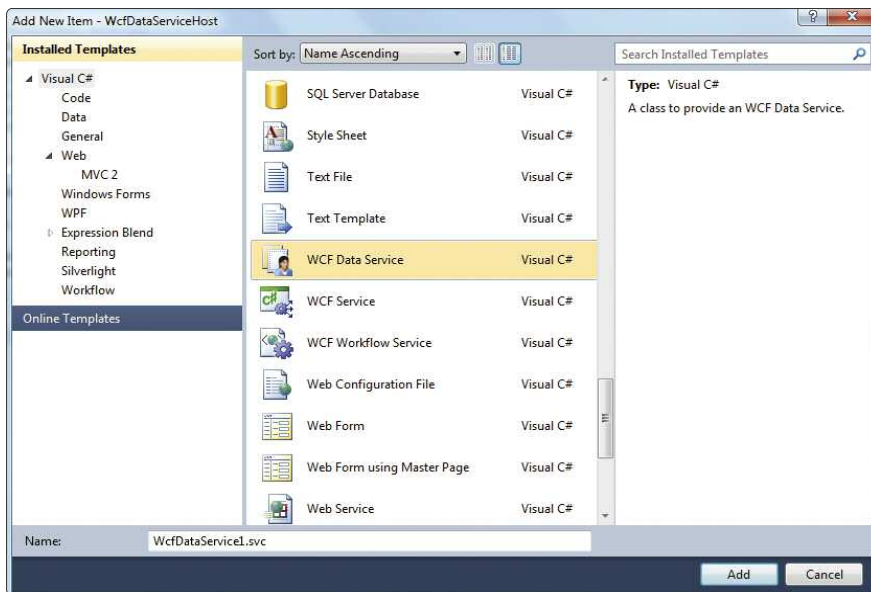 Add New Item - WcfDataServiceHost
Installed Templates
Visual C#
Code
Data
General
Web
MVC 2
Windows Forms
WPF
Expression Blend
Reporting
Silverlight
Workflow
Online Templates
Sort by: Name Ascending
SQL Server Database Visual C#
Style Sheet Visual C#
Text File Visual C#
Text Template Visual C#
WCF Data Service Visual C#
WCF Service Visual C#
WCF Workflow Service Visual C#
Web Configuration File Visual C#
Web Form Visual C#
Web Form using Master Page Visual C#
Web Service Visual C#
Search Installed Templates
Type: Visual C#
A class to provide an WCF Data Service.
Name: WcfDataService1.svc
Add Cancel